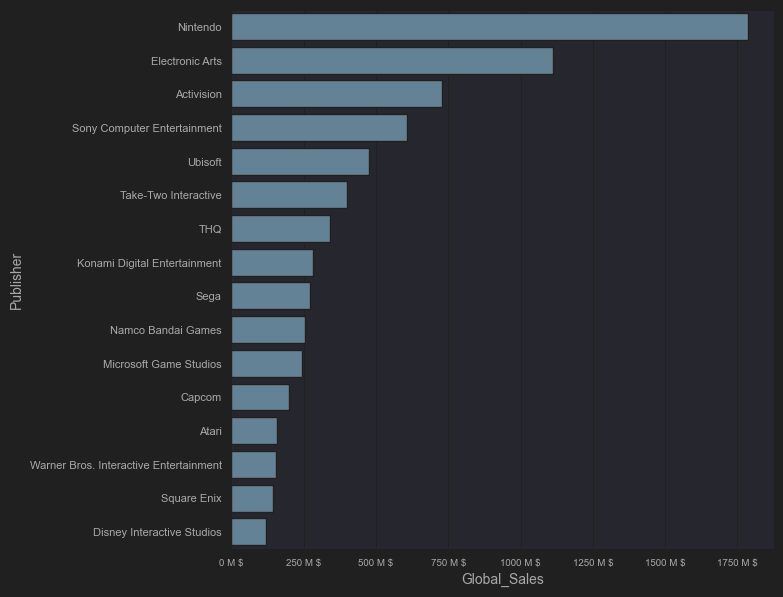 Publisher
Nintendo
Electronic Arts
Activision
Sony Computer Entertainment
Ubisoft
Take-Two Interactive
THQ
Konami Digital Entertainment
Sega
Namco Bandai Games
Microsoft Game Studios
Capcom
Atari
Warner Bros. Interactive Entertainment
Square Enix
Disney Interactive Studios
0 M $ 250 M $ 500 M $ 750 M $ 1000 M $ 1250 M $ 1500 M $ 1750 M $
Global_Sales